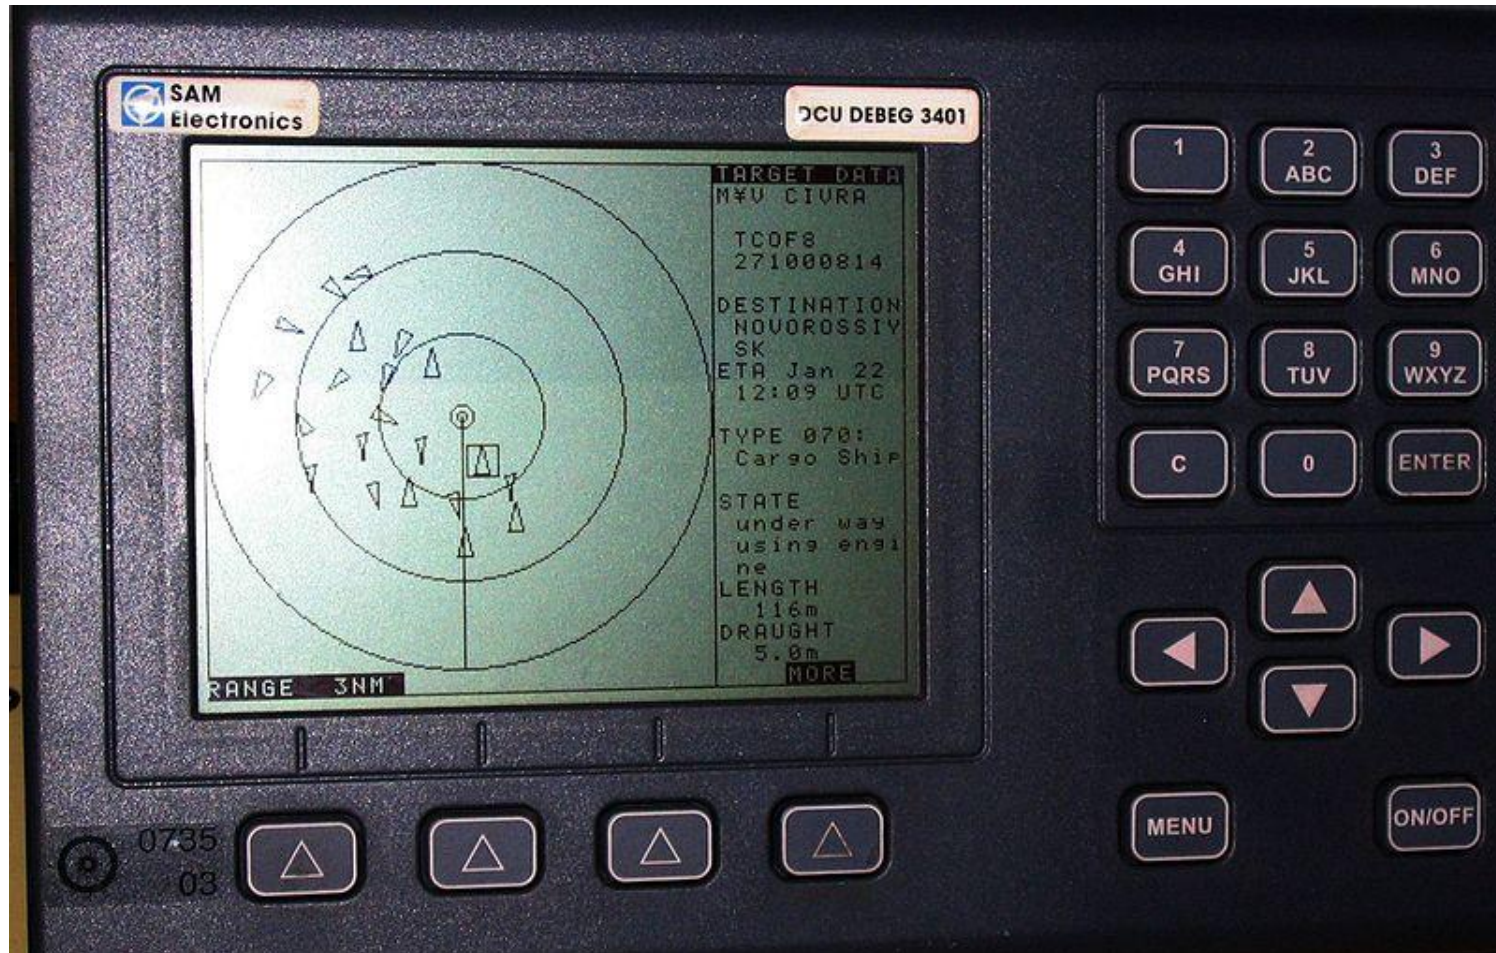 SAM
Electronics
DCU DEBEG 3401
TARGET DATA
M¥V CIVRA
TCOF8
271000814
DESTINATION
NOVOROSSIY
SK
ETA Jan 22
12:09 UTC
TYPE 070:
Cargo Ship
STATE
under way
using engi
ne
LENGTH
116m
DRAUGHT
5.0m
MORE
RANGE 3NM
1
2
ABC
3
DEF
4
GHI
5
JKL
6
MNO
7
PQRS
8
TUV
9
WXYZ
C
0
ENTER
MENU
ON/OFF
0735
03